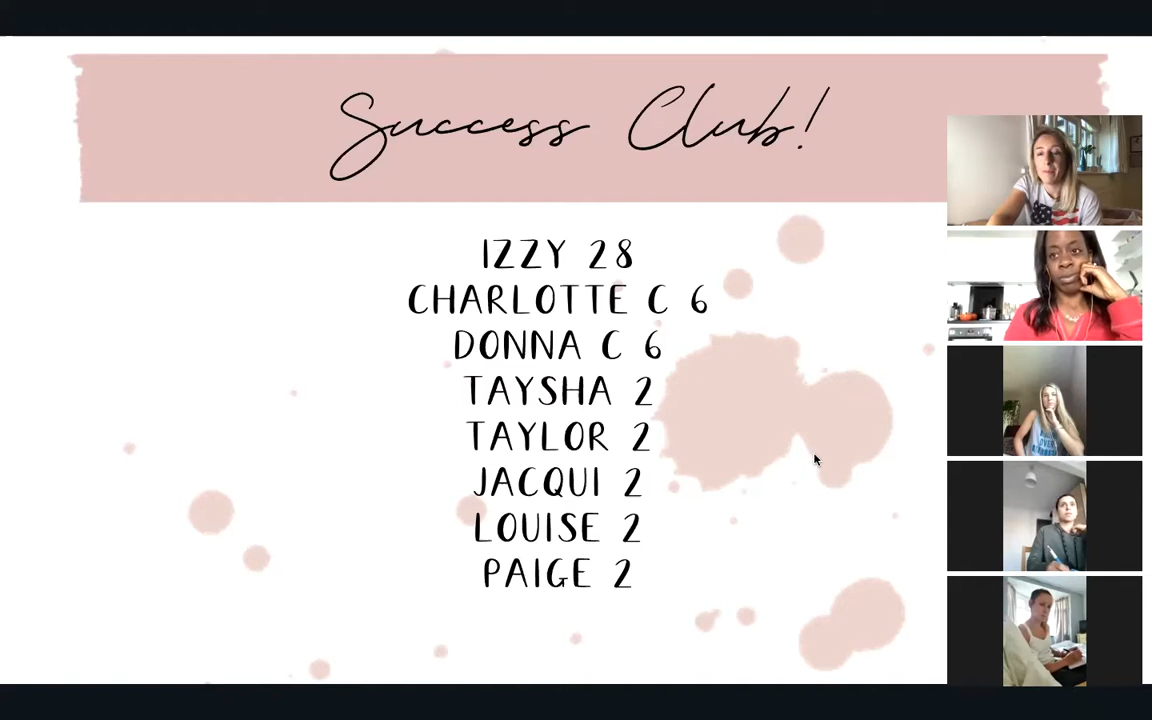 Success Club!
IZZY 28
CHARLOTTE C 6
DONNA C 6
TAYSHA 2
TAYLOR 2
JACQUI 2
LOUISE 2
PAIGE 2